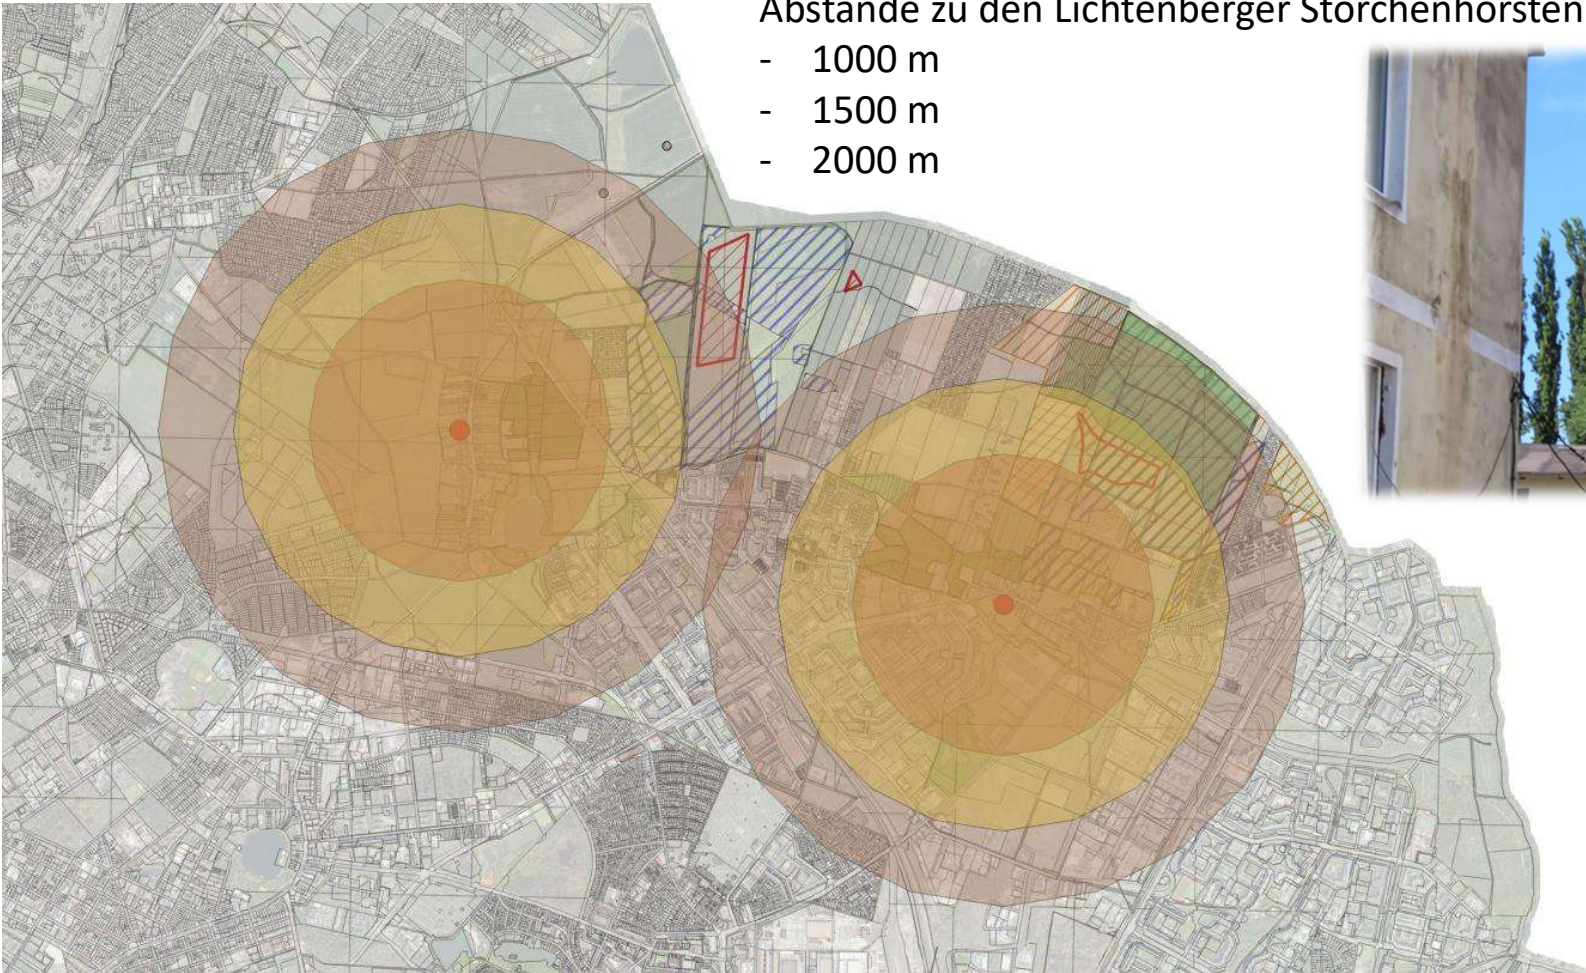 Abstände zu den Lichtenberger Storchenhorsten
- 1000 m
- 1500 m
- 2000 m